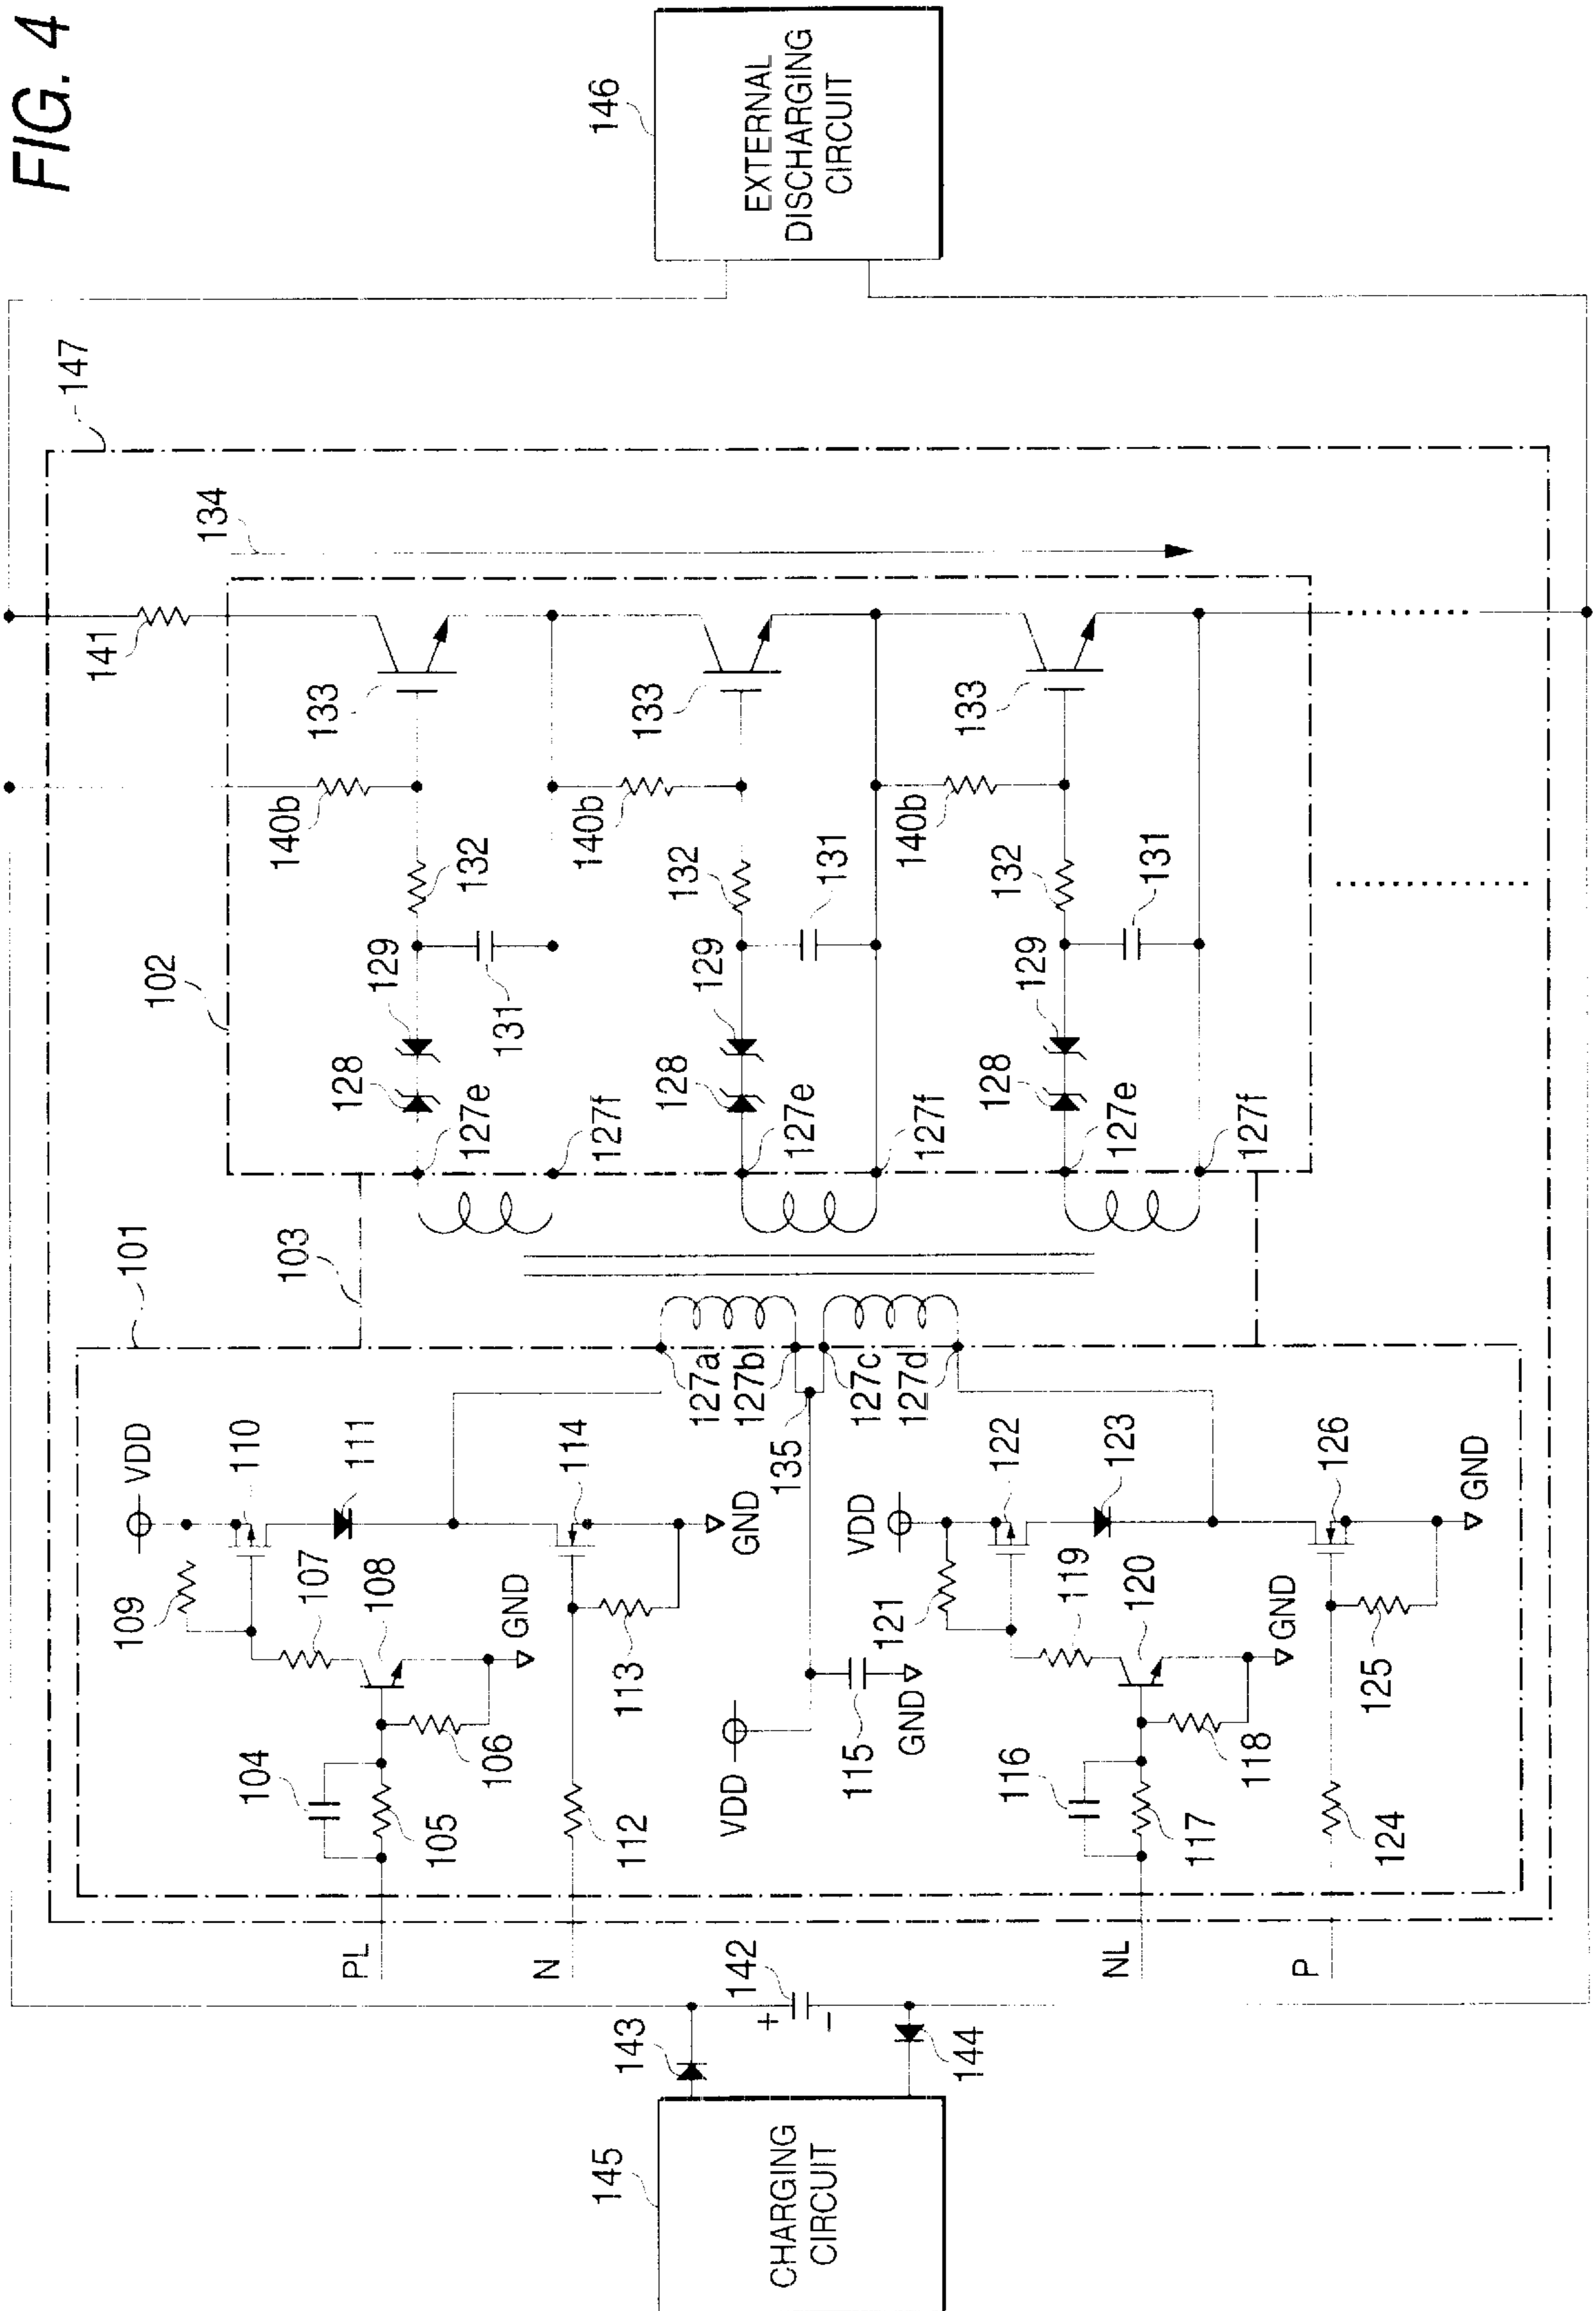 FIG. 4
146
EXTERNAL
DISCHARGING
CIRCUIT
147
134
141
133
133
133
140b
140b
140b
132
132
132
102
129
131
129
131
129
131
128
128
128
127e
127f
127e
127f
127e
127f
103
101
127a
127b
127c
127d
135
VDD
110
111
114
GND
109
107
108
GND
113
104
105
106
112
VDD
115
GND
VDD
122
123
126
GND
121
119
120
GND
125
116
117
118
124
PL
N
NL
P
142
+
-
143
144
145
CHARGING
CIRCUIT